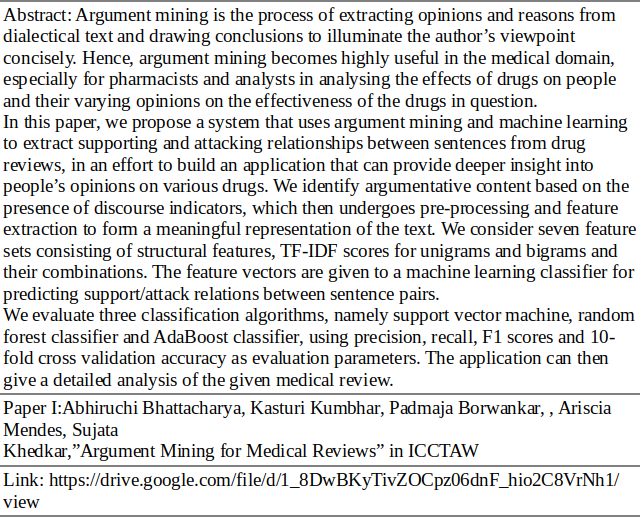 Abstract: Argument mining is the process of extracting opinions and reasons from
dialectical text and drawing conclusions to illuminate the author’s viewpoint
concisely. Hence, argument mining becomes highly useful in the medical domain,
especially for pharmacists and analysts in analysing the effects of drugs on people
and their varying opinions on the effectiveness of the drugs in question.
In this paper, we propose a system that uses argument mining and machine learning
to extract supporting and attacking relationships between sentences from drug
reviews, in an effort to build an application that can provide deeper insight into
people’s opinions on various drugs. We identify argumentative content based on the
presence of discourse indicators, which then undergoes pre-processing and feature
extraction to form a meaningful representation of the text. We consider seven feature
sets consisting of structural features, TF-IDF scores for unigrams and bigrams and
their combinations. The feature vectors are given to a machine learning classifier for
predicting support/attack relations between sentence pairs.
We evaluate three classification algorithms, namely support vector machine, random
forest classifier and AdaBoost classifier, using precision, recall, F1 scores and 10-
fold cross validation accuracy as evaluation parameters. The application can then
give a detailed analysis of the given medical review.
Paper I:Abhiruchi Bhattacharya, Kasturi Kumbhar, Padmaja Borwankar, , Ariscia
Mendes, Sujata
Khedkar,”Argument Mining for Medical Reviews” in ICCTAW
Link: https://drive.google.com/file/d/1_8DwBKyTivZOCpz06dnF_hio2C8VrNh1/
view